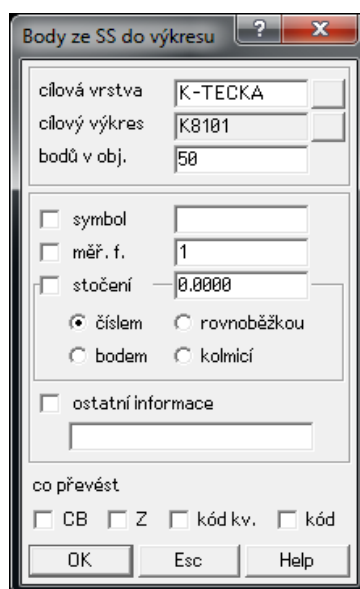 Body ze SS do výkresu
cílová vrstva K-TECKA
cílový výkres K8101
bodů v obj. 50
symbol
měř. f. 1
stočení 0.0000
číslem rovnoběžkou
bodem kolmicí
ostatní informace
co převést
CB Z kód kv. kód
OK Esc Help